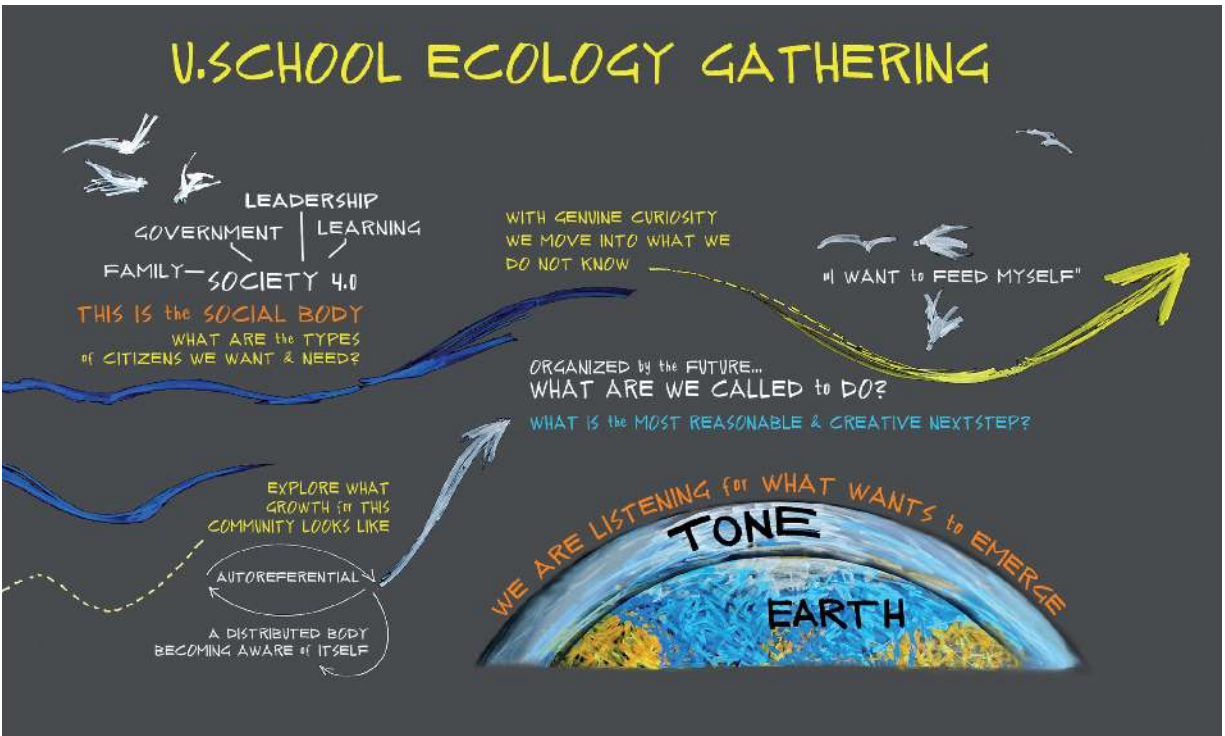 U.SCHOOL ECOLOGY GATHERING
LEADERSHIP
GOVERNMENT
LEARNING
FAMILY
SOCIETY 4.0
THIS IS the SOCIAL BODY
WHAT ARE the TYPES
of CITIZENS WE WANT & NEED?
WITH GENUINE CURIOSITY
WE MOVE INTO WHAT WE
DO NOT KNOW
"I WANT to FEED MYSELF"
ORGANIZED by the FUTURE...
WHAT ARE WE CALLED to DO?
WHAT IS the MOST REASONABLE & CREATIVE NEXTSTEP?
EXPLORE WHAT
GROWTH for THIS
COMMUNITY LOOKS LIKE
AUTOREFERENTIAL
A DISTRIBUTED BODY
BECOMING AWARE of ITSELF
WE ARE LISTENING for WHAT WANTS to EMERGE
TONE
EARTH